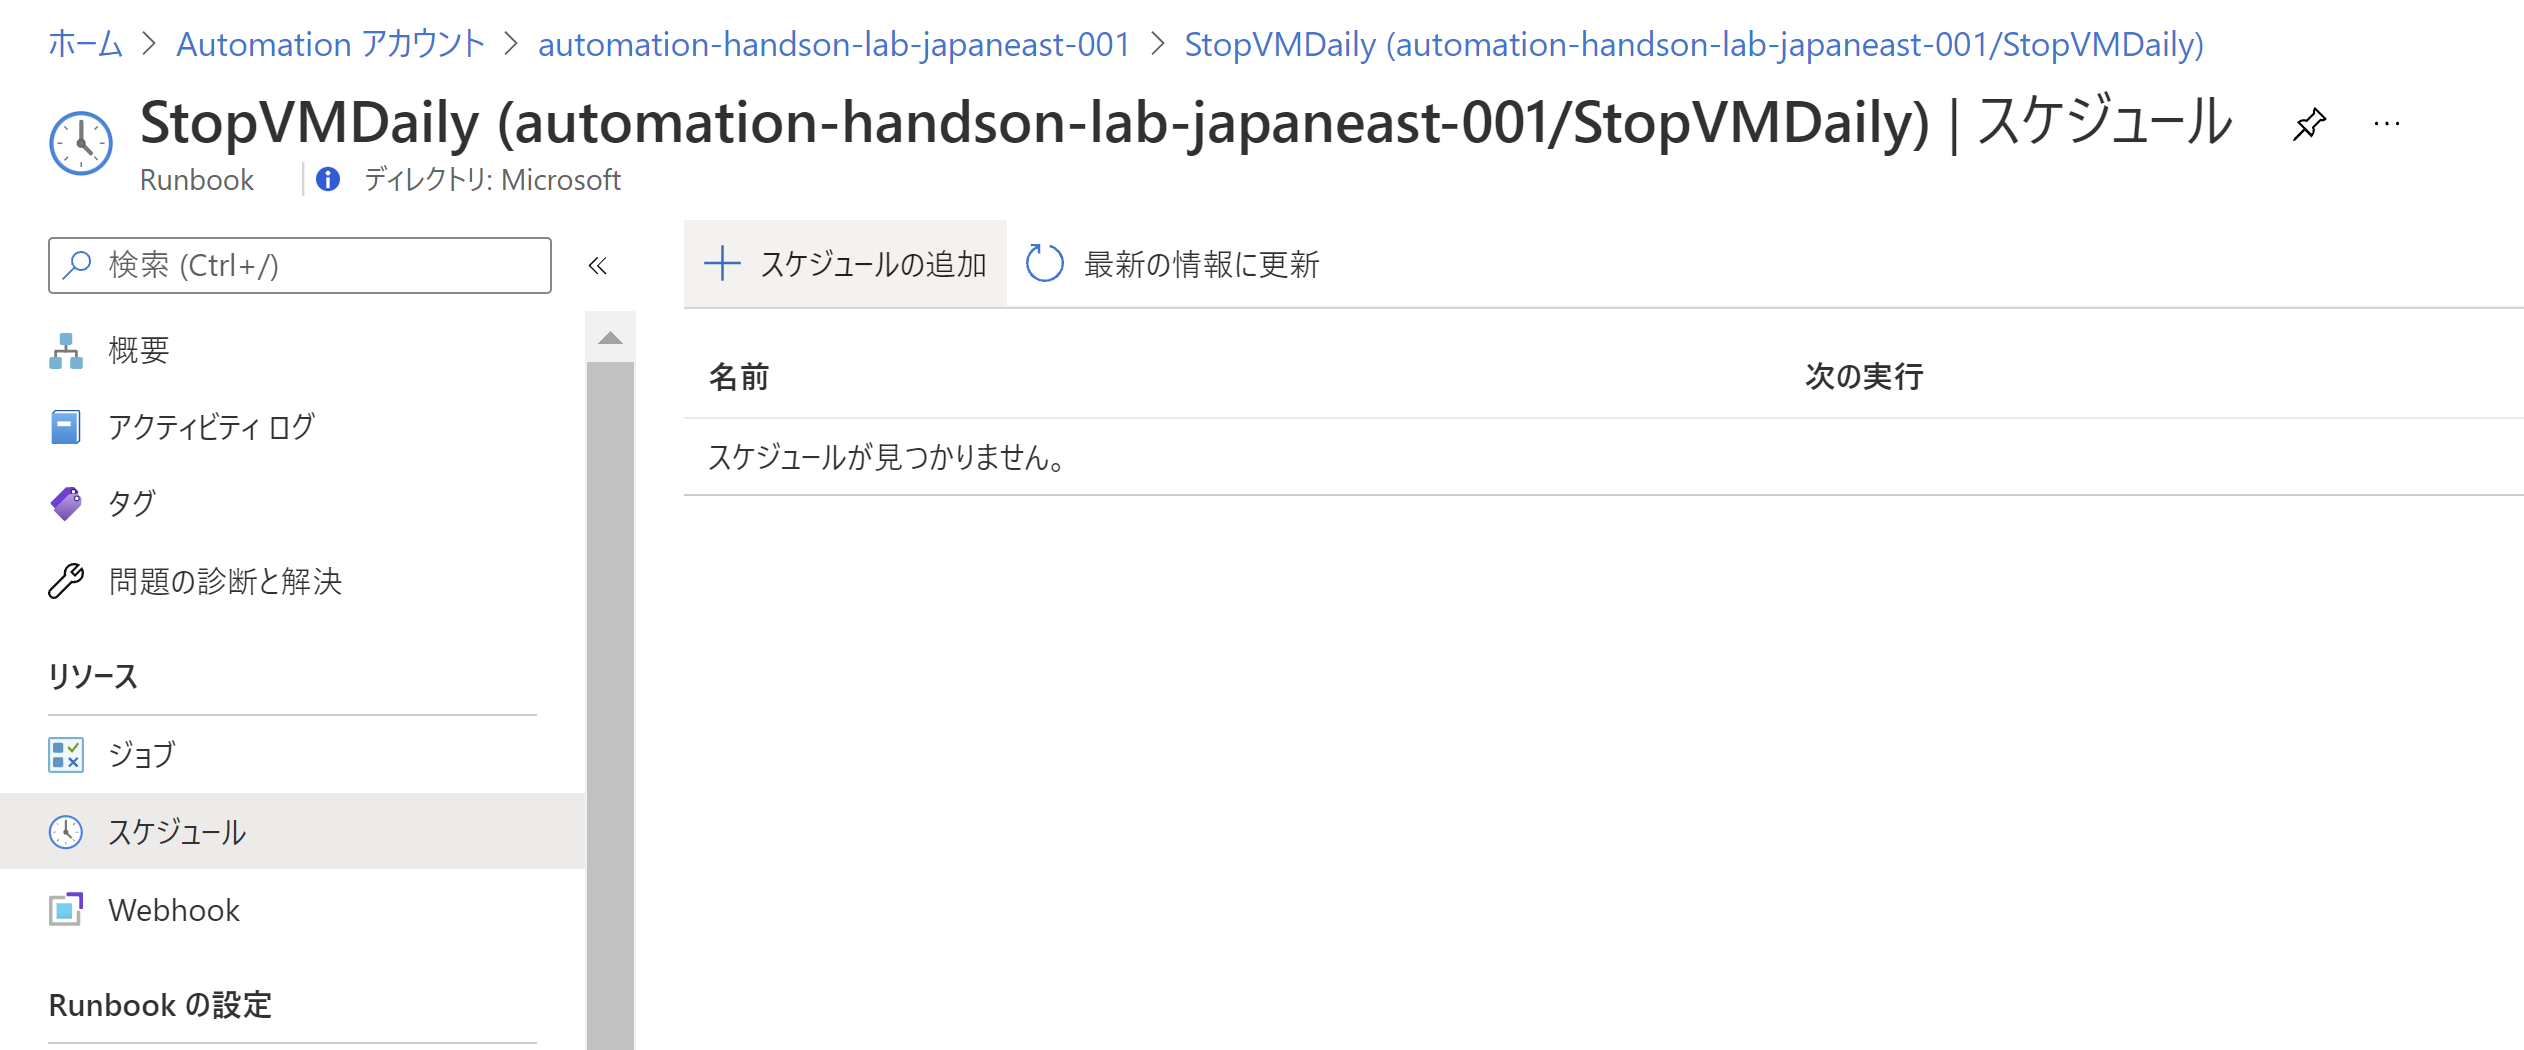 ホーム > Automation アカウント > automation-handson-lab-japaneast-001 > StopVMDaily (automation-handson-lab-japaneast-001/StopVMDaily)
StopVMDaily (automation-handson-lab-japaneast-001/StopVMDaily) | スケジュール ...
Runbook | ディレクトリ: Microsoft
検索 (Ctrl+/) «
概要
アクティビティ ログ
タグ
問題の診断と解決
リソース
ジョブ
スケジュール
Webhook
Runbook の設定
スケジュールの追加 最新の情報に更新
名前 次の実行
スケジュールが見つかりません。